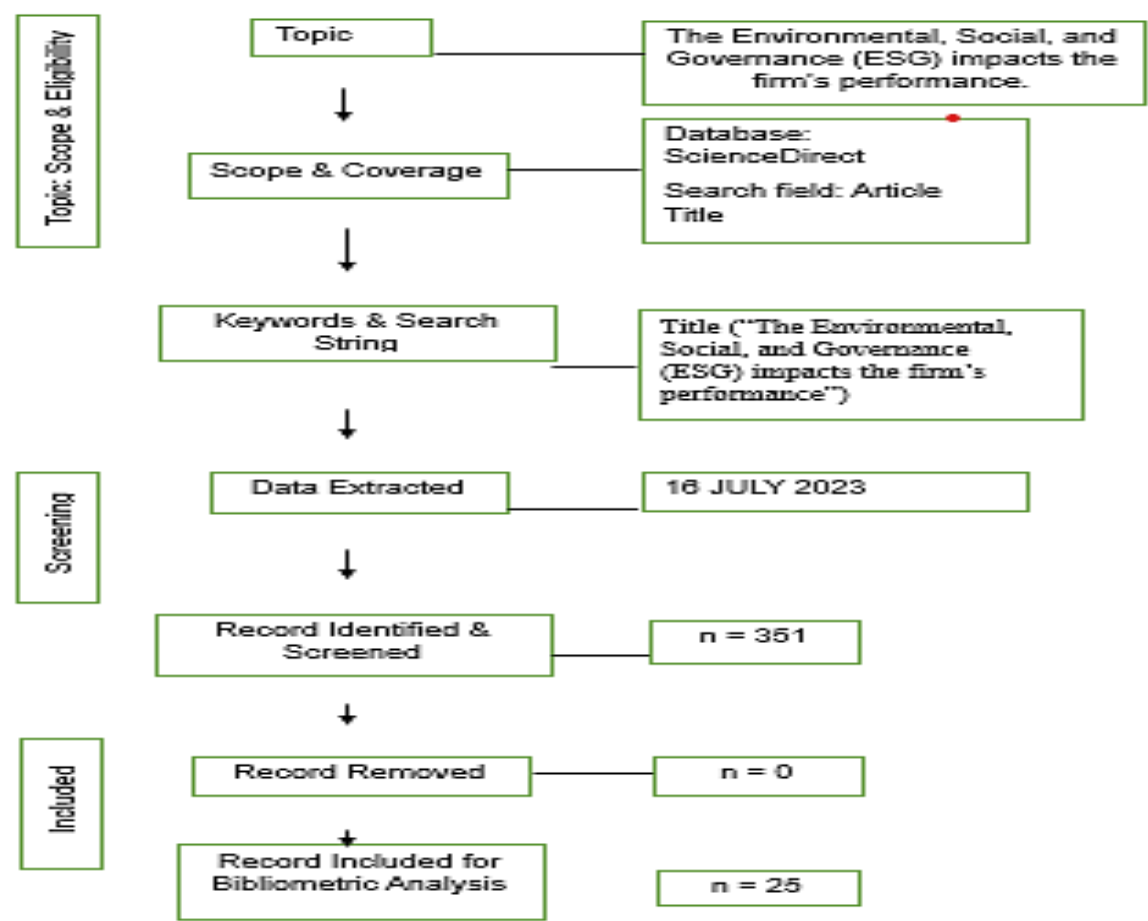 Topic: Scope & Eligibility
Topic
The Environmental, Social, and
Governance (ESG) impacts the
firm's performance.
Scope & Coverage
Database:
ScienceDirect
Search field: Article
Title
Keywords & Search
String
Title ("The Environmental,
Social, and Governance
(ESG) impacts the firm's
performance")
Screening
Data Extracted
16 JULY 2023
Record Identified &
Screened
n = 351
Included
Record Removed
n = 0
Record Included for
Bibliometric Analysis
n = 25